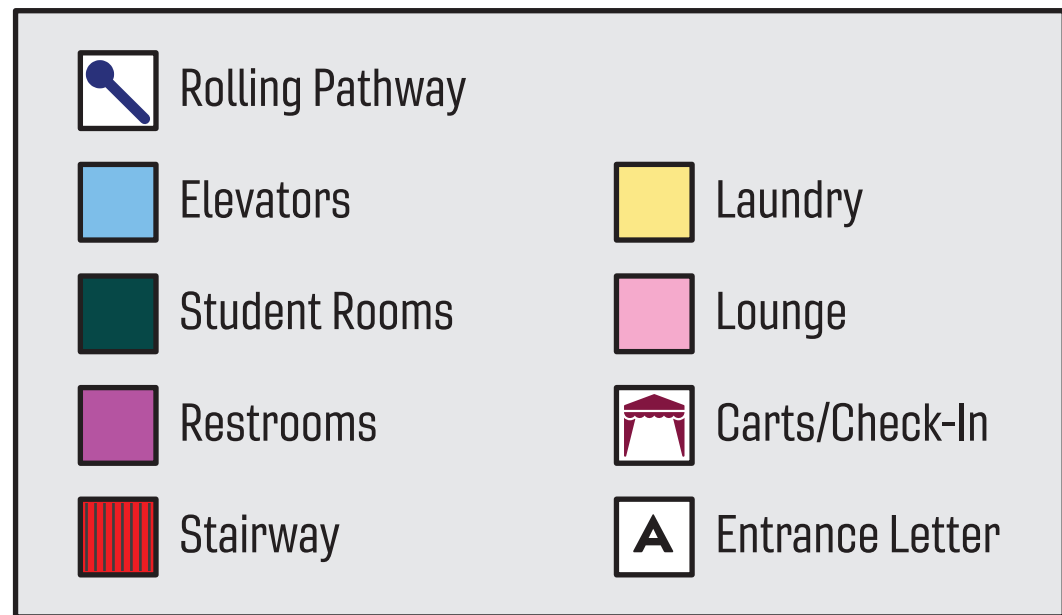 Rolling Pathway
Elevators
Student Rooms
Restrooms
Stairway
Laundry
Lounge
Carts/Check-In
A
Entrance Letter